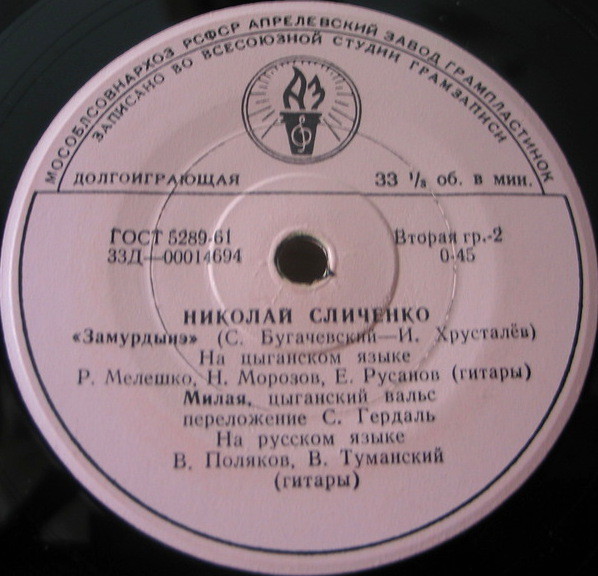 МОСОБЛСОВНАРХОЗ РСФСР АПРЕЛЕВСКИЙ ЗАВОД ГРАМПЛАСТИНОК
ЗАПИСАНО ВО ВСЕСОЮЗНОЙ СТУДИИ ГРАМЗАПИСИ
АЗ
ДОЛГОИГРАЮЩАЯ 33 ⅓ об. в мин.
ГОСТ 5289-61 Вторая гр.-2
33Д—00014694 0-45
НИКОЛАЙ СЛИЧЕНКО
«Замурдынэ» (С. Бугачевский—И. Хрусталёв)
На цыганском языке
Р. Мелешко, Н. Морозов, Е. Русанов (гитары)
Милая, цыганский вальс
переложение С. Гердаль
На русском языке
В. Поляков, В. Туманский
(гитары)